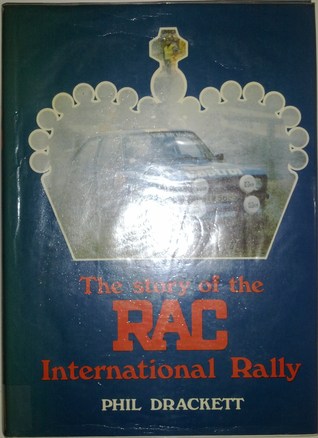 The story of the
RAC
International Rally
PHIL DRACKETT